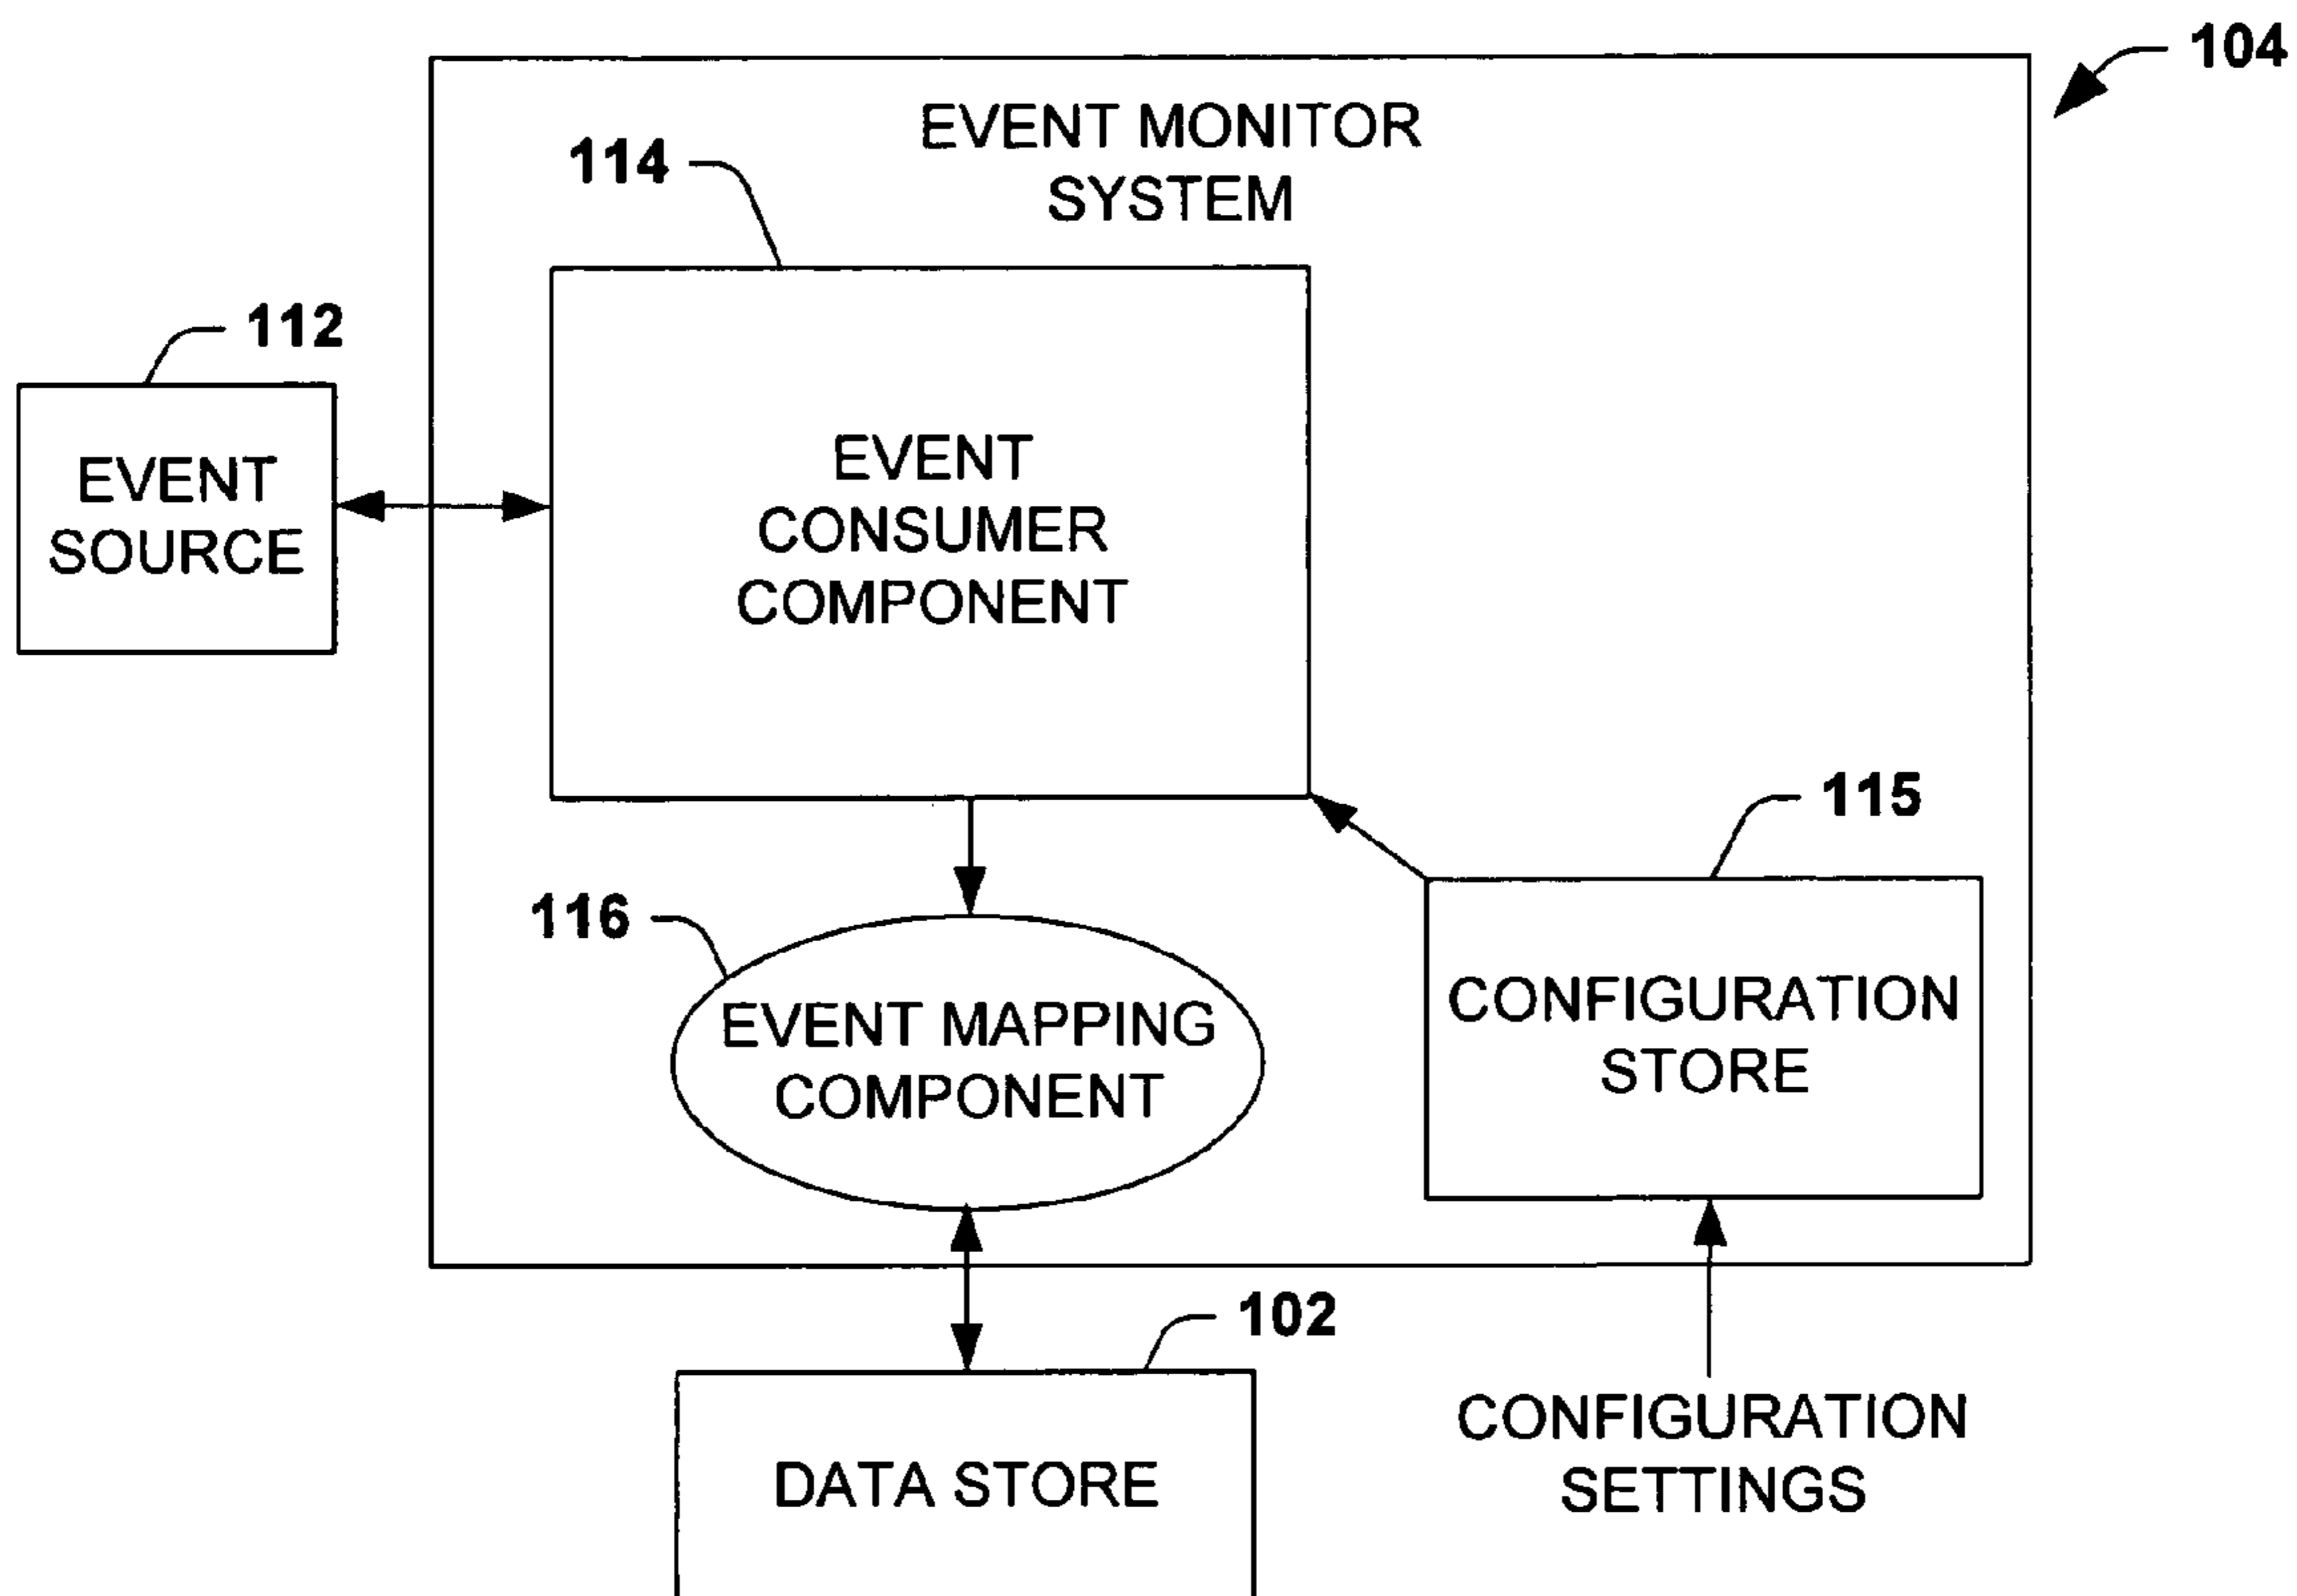 104
EVENT MONITOR
SYSTEM
114
112
EVENT
SOURCE
EVENT
CONSUMER
COMPONENT
115
116
EVENT MAPPING
COMPONENT
CONFIGURATION
STORE
102
DATA STORE
CONFIGURATION
SETTINGS